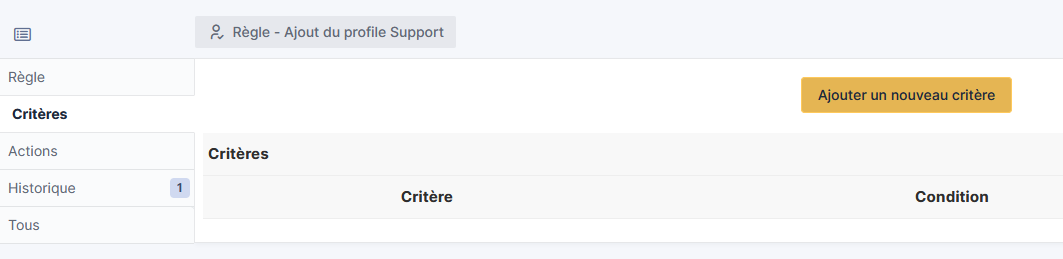 Règle - Ajout du profile Support
Règle
Critères
Actions
Historique 1
Tous
Ajouter un nouveau critère
Critères
Critère Condition